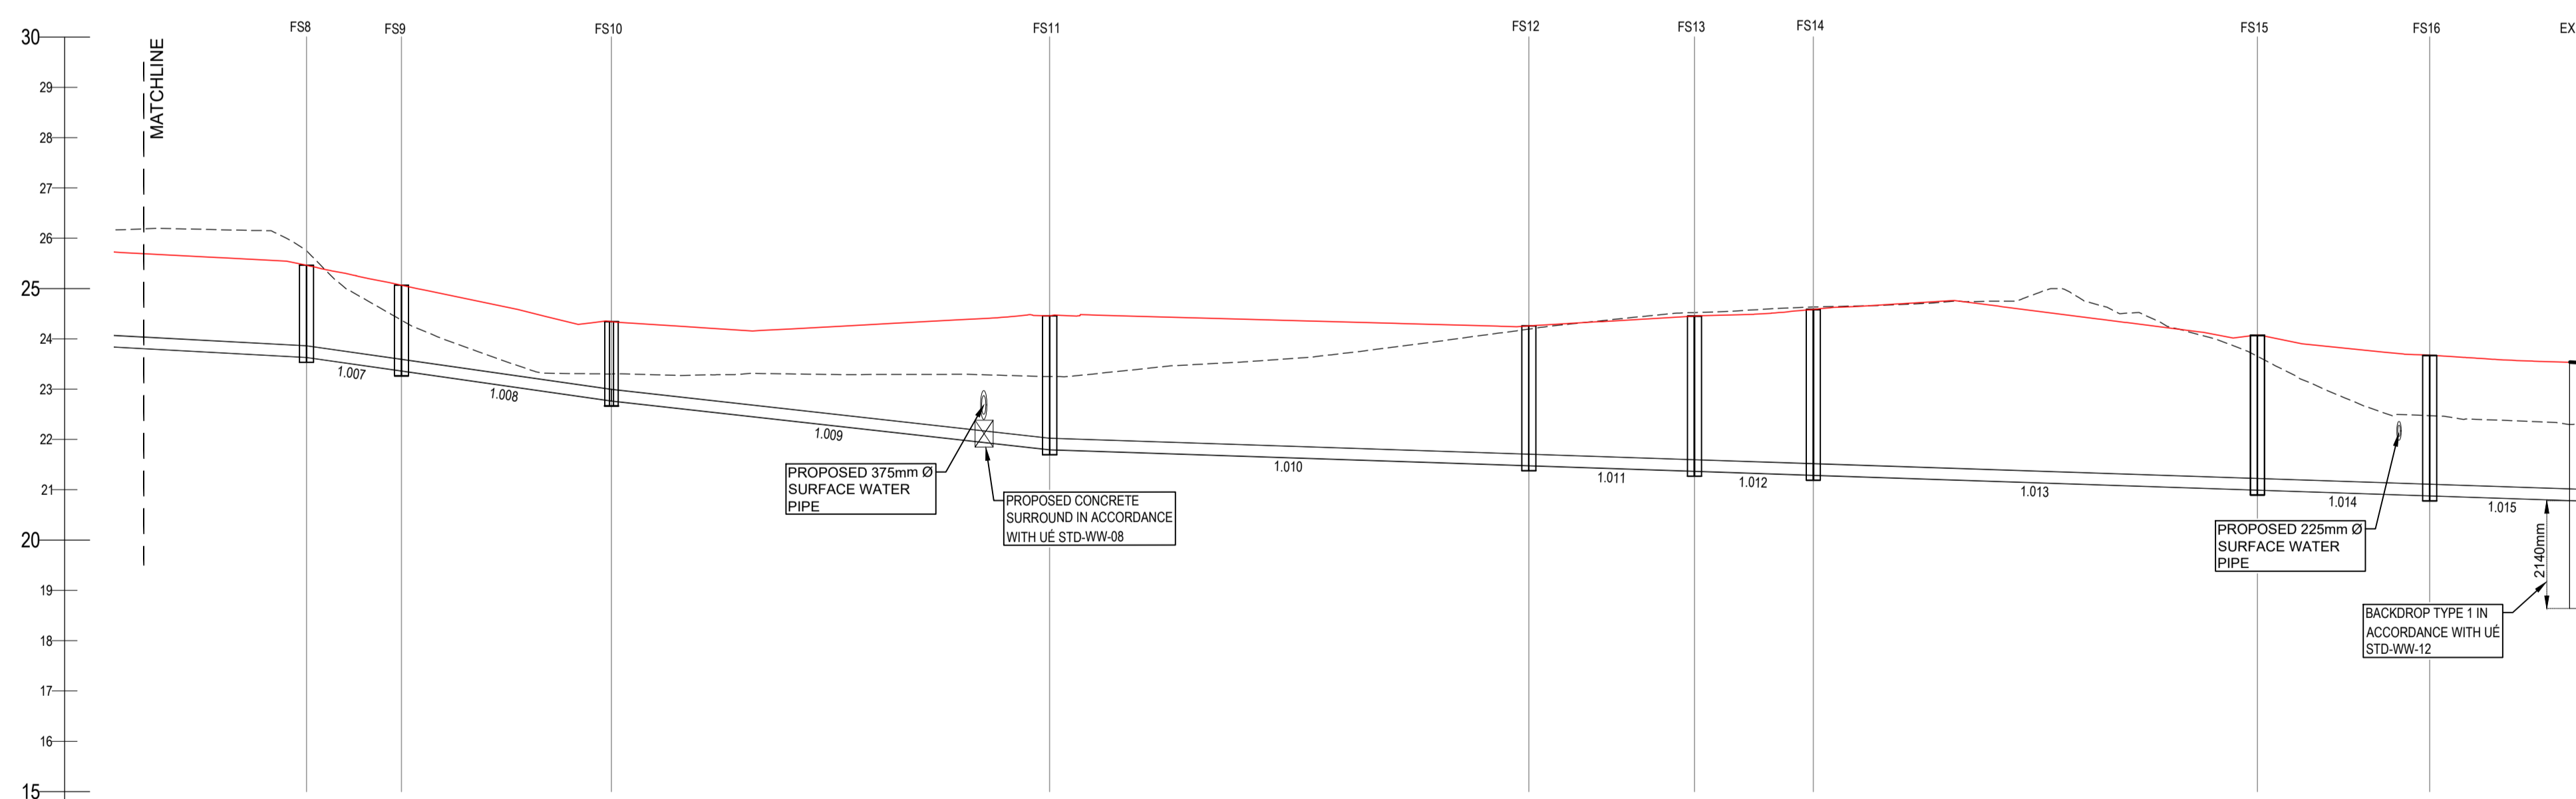 FS8
FS9
FS10
FS11
FS12
FS13
FS14
FS15
FS16
EX
30
29
28
27
26
25
24
23
22
21
20
19
18
17
16
15
MATCHLINE
1.007
1.008
1.009
1.010
1.011
1.012
1.013
1.014
1.015
PROPOSED 375mm Ø
SURFACE WATER
PIPE
PROPOSED CONCRETE
SURROUND IN ACCORDANCE
WITH UÉ STD-WW-08
PROPOSED 225mm Ø
SURFACE WATER
PIPE
2140mm
BACKDROP TYPE 1 IN
ACCORDANCE WITH UÉ
STD-WW-12